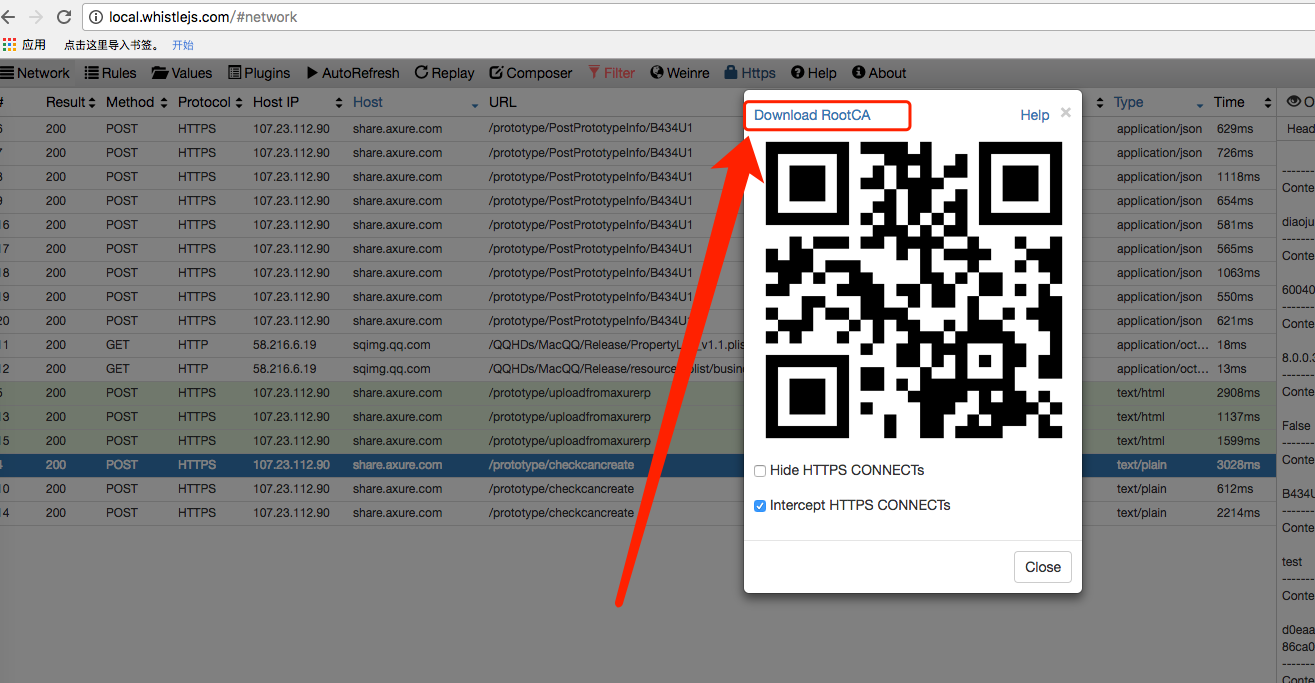 local.whistlejs.com/#network
应用 点击这里导入书签。 开始
Network Rules Values Plugins AutoRefresh Replay Composer Filter Weinre Https Help About
# Result Method Protocol Host IP Host URL Type Time
200 POST HTTPS 107.23.112.90 share.axure.com /prototype/PostPrototypeInfo/B434U1 application/json 629ms
200 POST HTTPS 107.23.112.90 share.axure.com /prototype/PostPrototypeInfo/B434U1 application/json 726ms
200 POST HTTPS 107.23.112.90 share.axure.com /prototype/PostPrototypeInfo/B434U1 application/json 1118ms
200 POST HTTPS 107.23.112.90 share.axure.com /prototype/PostPrototypeInfo/B434U1 application/json 654ms
16 200 POST HTTPS 107.23.112.90 share.axure.com /prototype/PostPrototypeInfo/B434U1 application/json 581ms
17 200 POST HTTPS 107.23.112.90 share.axure.com /prototype/PostPrototypeInfo/B434U1 application/json 565ms
18 200 POST HTTPS 107.23.112.90 share.axure.com /prototype/PostPrototypeInfo/B434U1 application/json 1063ms
19 200 POST HTTPS 107.23.112.90 share.axure.com /prototype/PostPrototypeInfo/B434U1 application/json 550ms
20 200 POST HTTPS 107.23.112.90 share.axure.com /prototype/PostPrototypeInfo/B434U application/json 621ms
11 200 GET HTTP 58.216.6.19 sqimg.qq.com /QQHDs/MacQQ/Release/PropertyL _v1.1.plis application/oct... 18ms
12 200 GET HTTP 58.216.6.19 sqimg.qq.com /QQHDs/MacQQ/Release/resource plist/busin application/oct... 13ms
200 POST HTTPS 107.23.112.90 share.axure.com /prototype/uploadfromaxurerp text/html 2908ms
13 200 POST HTTPS 107.23.112.90 share.axure.com /prototype/uploadfromaxurerp text/html 1137ms
15 200 POST HTTPS 107.23.112.90 share.axure.com /prototype/uploadfromaxurerp text/html 1599ms
200 POST HTTPS 107.23.112.90 share.axure.com /prototype/checkcancreate text/plain 3028ms
10 200 POST HTTPS 107.23.112.90 share.axure.com /prototype/checkcancreate text/plain 612ms
14 200 POST HTTPS 107.23.112.90 share.axure.com /prototype/checkcancreate text/plain 2214ms
Download RootCA Help ×
Hide HTTPS CONNECTs
Intercept HTTPS CONNECTs
Close
O
Head
--------
Conte
diaoju
--------
Conte
60040
--------
Conte
8.0.0.3
--------
Conte
False
--------
Conte
B434U
--------
Conte
test
--------
Conte
d0eaa
86ca0
--------
Conte